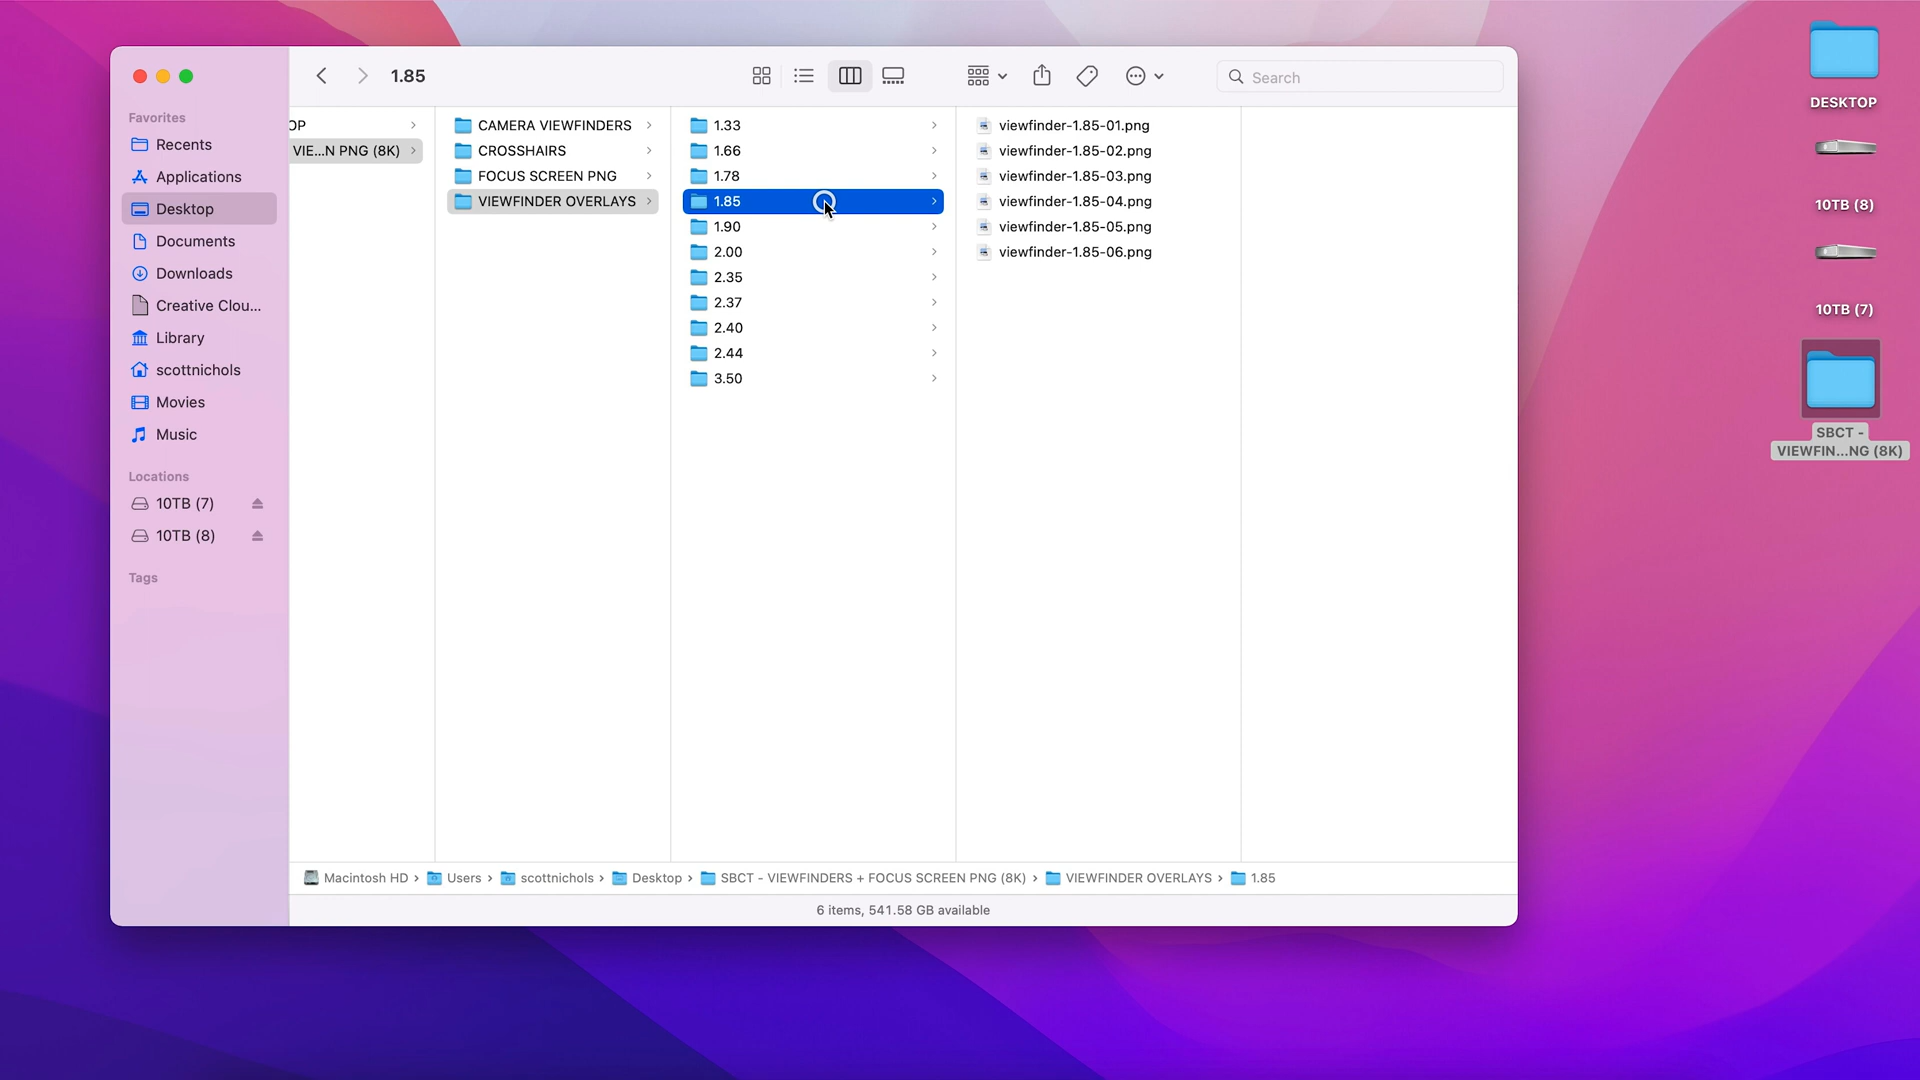 1.85
Search
Favorites
Recents
Applications
Desktop
Documents
Downloads
Creative Clou...
Library
scottnichols
Movies
Music
Locations
10TB (7)
10TB (8)
Tags
OP
VIE...N PNG (8K)
CAMERA VIEWFINDERS
CROSSHAIRS
FOCUS SCREEN PNG
VIEWFINDER OVERLAYS
1.33
1.66
1.78
1.85
1.90
2.00
2.35
2.37
2.40
2.44
3.50
viewfinder-1.85-01.png
viewfinder-1.85-02.png
viewfinder-1.85-03.png
viewfinder-1.85-04.png
viewfinder-1.85-05.png
viewfinder-1.85-06.png
Macintosh HD › Users › scottnichols › Desktop › SBCT - VIEWFINDERS + FOCUS SCREEN PNG (8K) › VIEWFINDER OVERLAYS › 1.85
6 items, 541.58 GB available
DESKTOP
10TB (8)
10TB (7)
SBCT -
VIEWFIN...NG (8K)